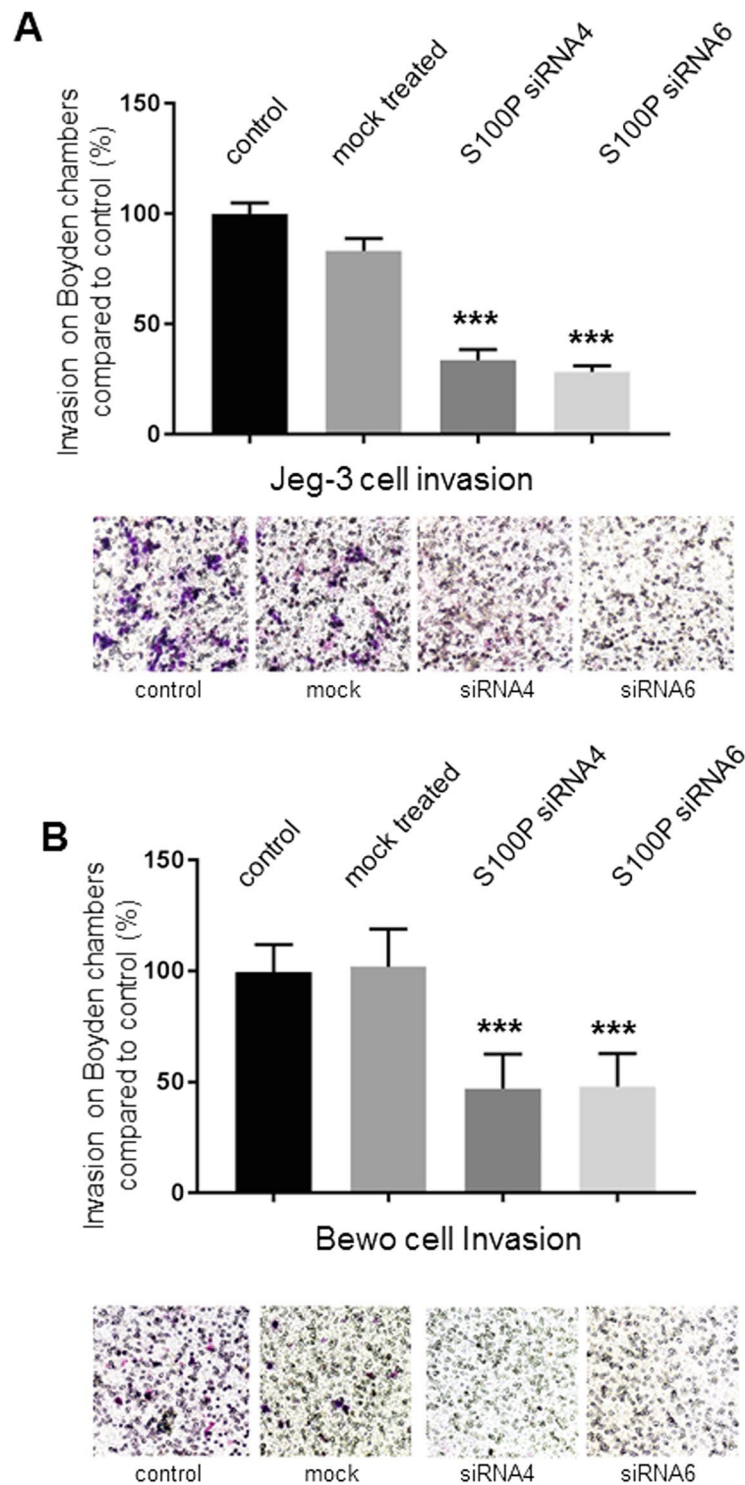 A
control
mock treated
S100P siRNA4
S100P siRNA6
Invasion on Boyden chambers
compared to control (%)
150
100
50
0
***
***
Jeg-3 cell invasion
control
mock
siRNA4
siRNA6
B
control
mock treated
S100P siRNA4
S100P siRNA6
Invasion on Boyden chambers
compared to control (%)
150
100
50
0
***
***
Bewo cell Invasion
control
mock
siRNA4
siRNA6